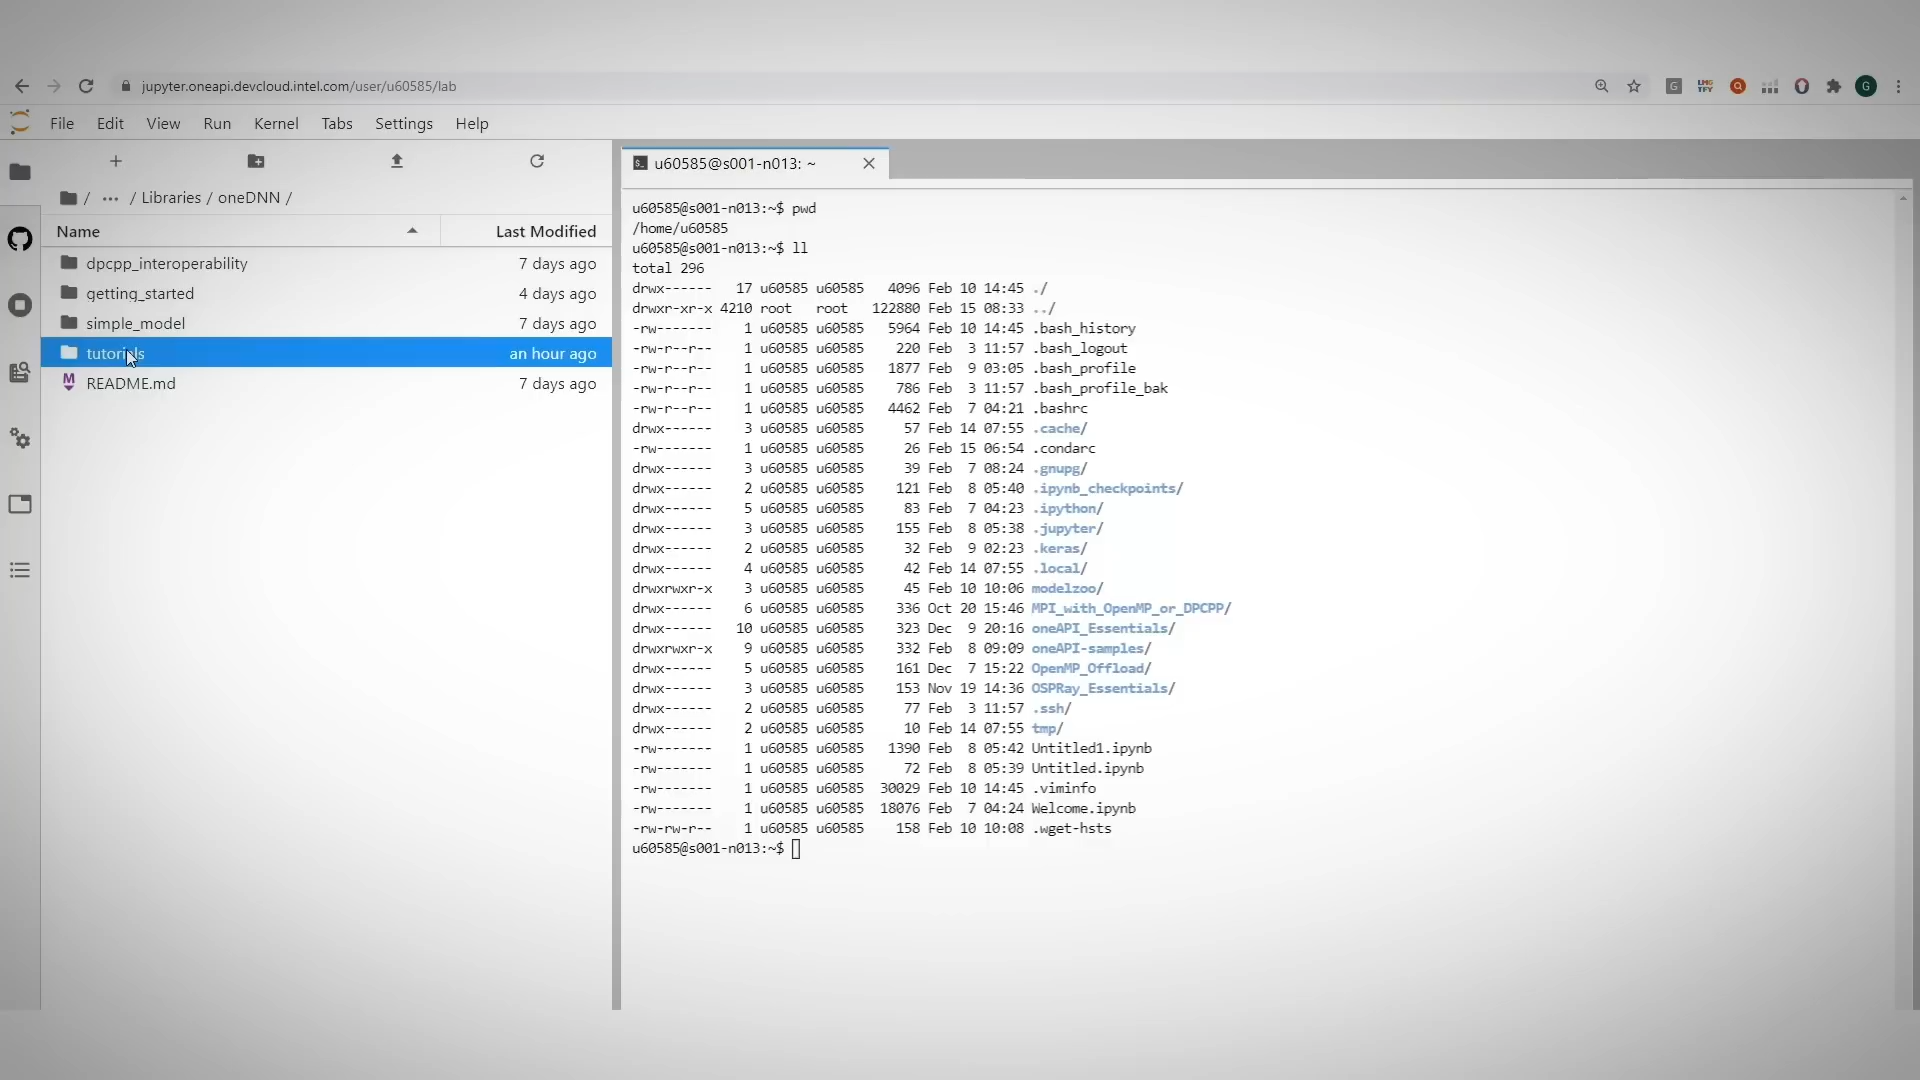 jupyter.oneapi.devcloud.intel.com/user/u60585/lab
G
LMG TFY
G
File Edit View Run Kernel Tabs Settings Help
/ ··· / Libraries / oneDNN /
Name Last Modified
dpcpp_interoperability 7 days ago
getting_started 4 days ago
simple_model 7 days ago
tutorials an hour ago
M README.md 7 days ago
u60585@s001-n013: ~
u60585@s001-n013:~$ pwd
/home/u60585
u60585@s001-n013:~$ ll
total 296
drwx------ 17 u60585 u60585 4096 Feb 10 14:45 ./
drwxr-xr-x 4210 root root 122880 Feb 15 08:33 ../
-rw------- 1 u60585 u60585 5964 Feb 10 14:45 .bash_history
-rw-r--r-- 1 u60585 u60585 220 Feb 3 11:57 .bash_logout
-rw-r--r-- 1 u60585 u60585 1877 Feb 9 03:05 .bash_profile
-rw-r--r-- 1 u60585 u60585 786 Feb 3 11:57 .bash_profile_bak
-rw-r--r-- 1 u60585 u60585 4462 Feb 7 04:21 .bashrc
drwx------ 3 u60585 u60585 57 Feb 14 07:55 .cache/
-rw------- 1 u60585 u60585 26 Feb 15 06:54 .condarc
drwx------ 3 u60585 u60585 39 Feb 7 08:24 .gnupg/
drwx------ 2 u60585 u60585 121 Feb 8 05:40 .ipynb_checkpoints/
drwx------ 5 u60585 u60585 83 Feb 7 04:23 .ipython/
drwx------ 3 u60585 u60585 155 Feb 8 05:38 .jupyter/
drwx------ 2 u60585 u60585 32 Feb 9 02:23 .keras/
drwx------ 4 u60585 u60585 42 Feb 14 07:55 .local/
drwxrwxr-x 3 u60585 u60585 45 Feb 10 10:06 modelzoo/
drwx------ 6 u60585 u60585 336 Oct 20 15:46 MPI_with_OpenMP_or_DPCPP/
drwx------ 10 u60585 u60585 323 Dec 9 20:16 oneAPI_Essentials/
drwxrwxr-x 9 u60585 u60585 332 Feb 8 09:09 oneAPI-samples/
drwx------ 5 u60585 u60585 161 Dec 7 15:22 OpenMP_Offload/
drwx------ 3 u60585 u60585 153 Nov 19 14:36 OSPRay_Essentials/
drwx------ 2 u60585 u60585 77 Feb 3 11:57 .ssh/
drwx------ 2 u60585 u60585 10 Feb 14 07:55 tmp/
-rw------- 1 u60585 u60585 1390 Feb 8 05:42 Untitled1.ipynb
-rw------- 1 u60585 u60585 72 Feb 8 05:39 Untitled.ipynb
-rw------- 1 u60585 u60585 30029 Feb 10 14:45 .viminfo
-rw------- 1 u60585 u60585 18076 Feb 7 04:24 Welcome.ipynb
-rw-rw-r-- 1 u60585 u60585 158 Feb 10 10:08 .wget-hsts
u60585@s001-n013:~$